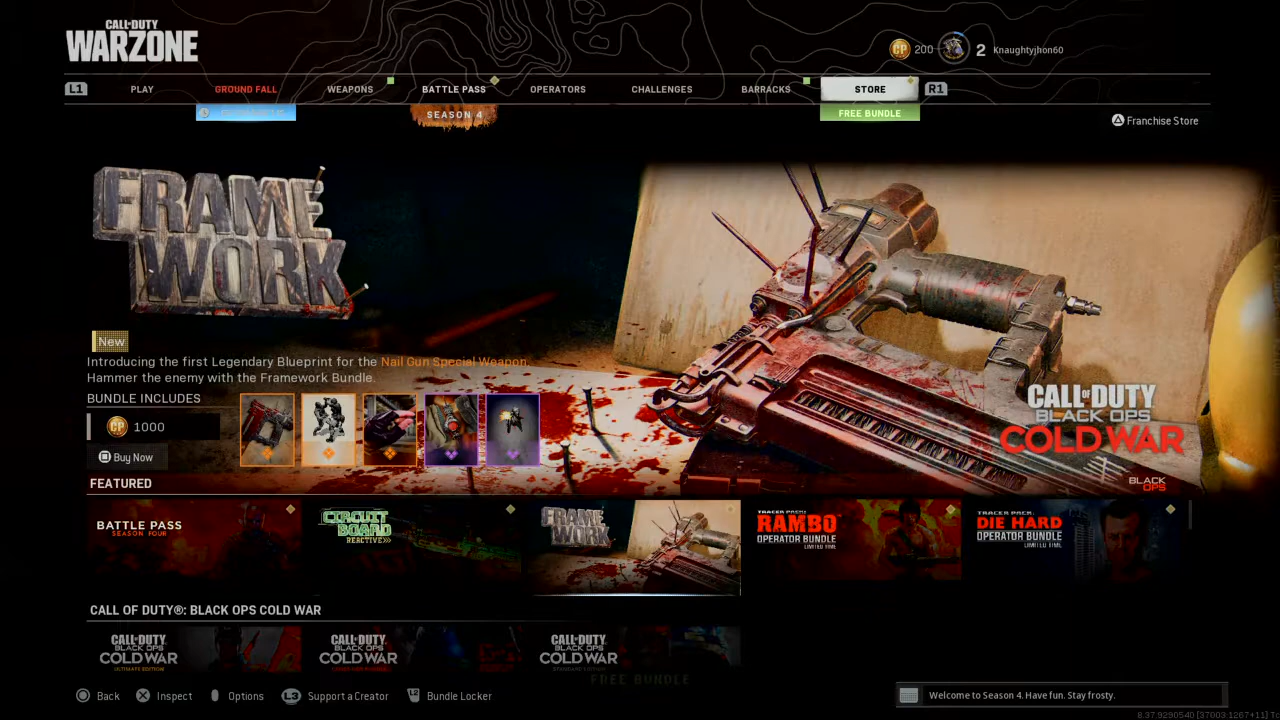 CALL OF DUTY
WARZONE
CP 200
2
Knaughtyjhon60
L1
PLAY
GROUND FALL
WEAPONS
BATTLE PASS
OPERATORS
CHALLENGES
BARRACKS
STORE
R1
SEASON 4
FREE BUNDLE
Franchise Store
FRAME
WORK
New
Introducing the first Legendary Blueprint for the Nail Gun Special Weapon.
Hammer the enemy with the Framework Bundle.
BUNDLE INCLUDES
CP 1000
Buy Now
CALL OF DUTY
BLACK OPS
COLD WAR
BLACK
OPS
FEATURED
BATTLE PASS
SEASON FOUR
CIRCUIT
BOARD
REACTIVE
FRAME
WORK
TRACER PACK:
RAMBO
OPERATOR BUNDLE
LIMITED TIME
TRACER PACK:
DIE HARD
OPERATOR BUNDLE
LIMITED TIME
CALL OF DUTY®: BLACK OPS COLD WAR
CALL OF DUTY
BLACK OPS
COLD WAR
ULTIMATE EDITION
CALL OF DUTY
BLACK OPS
COLD WAR
CALL OF DUTY
BLACK OPS
COLD WAR
STANDARD EDITION
FREE BUNDLE
Back
Inspect
Options
L3 Support a Creator
L2 Bundle Locker
Welcome to Season 4. Have fun. Stay frosty.